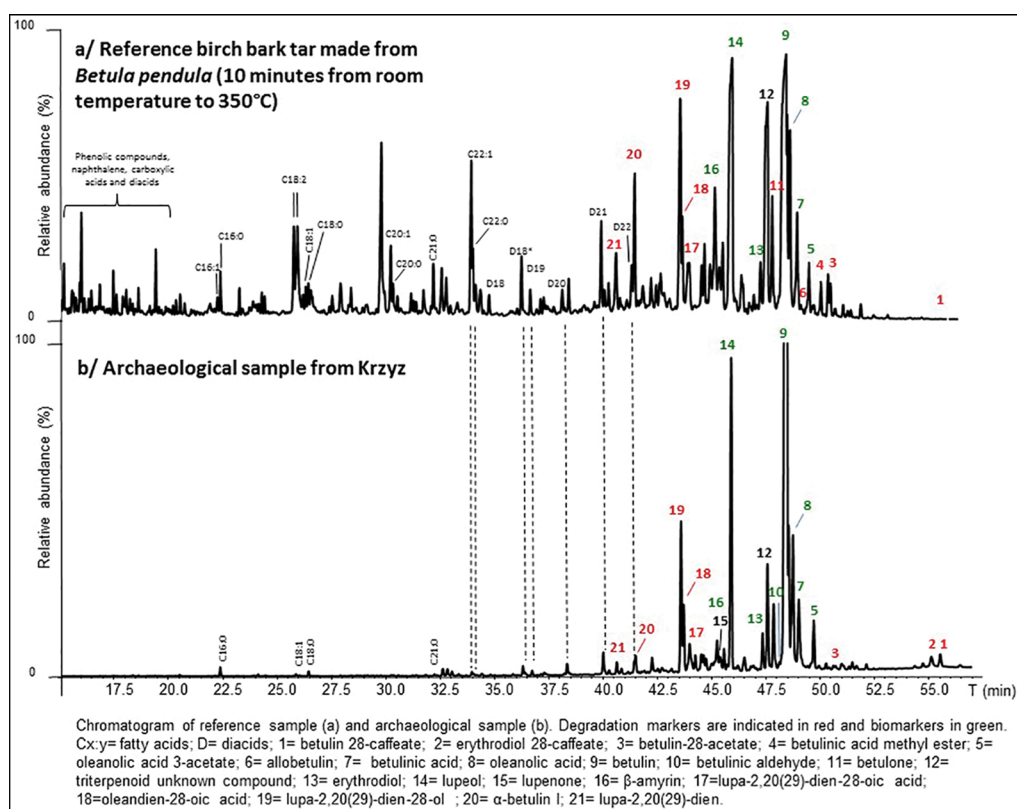 100
a/ Reference birch bark tar made from
Betula pendula (10 minutes from room
temperature to 350°C)
Relative abundance (%)
0
Phenolic compounds,
naphthalene, carboxylic
acids and diacids
C16:1
C16:0
C18:2
C18:1
C18:0
C20:1
C20:0
C21:0
C22:1
C22:0
D18
D18*
D19
D20
D21
21
D22
20
19
18
17
16
14
13
12
11
9
8
7
6
5
4
3
1
100
b/ Archaeological sample from Krzyz
Relative abundance (%)
0
C16:0
C18:1
C18:0
C21:0
21
20
19
18
17
16
15
14
13
12
10
9
8
7
5
3
2 1
17.5
20.0
22.5
25.0
27.5
30.0
32.5
35.0
37.5
40.0
42.5
45.0
47.5
50.0
52.5
55.0
T (min)
Chromatogram of reference sample (a) and archaeological sample (b). Degradation markers are indicated in red and biomarkers in green.
Cx:y= fatty acids; D= diacids; 1= betulin 28-caffeate; 2= erythrodiol 28-caffeate; 3= betulin-28-acetate; 4= betulinic acid methyl ester; 5=
oleanolic acid 3-acetate; 6= allobetulin; 7= betulinic acid; 8= oleanolic acid; 9= betulin; 10= betulinic aldehyde; 11= betulone; 12=
triterpenoid unknown compound; 13= erythrodiol; 14= lupeol; 15= lupenone; 16= β-amyrin; 17=lupa-2,20(29)-dien-28-oic acid;
18=oleandien-28-oic acid; 19= lupa-2,20(29)-dien-28-ol ; 20= α-betulin I; 21= lupa-2,20(29)-dien.